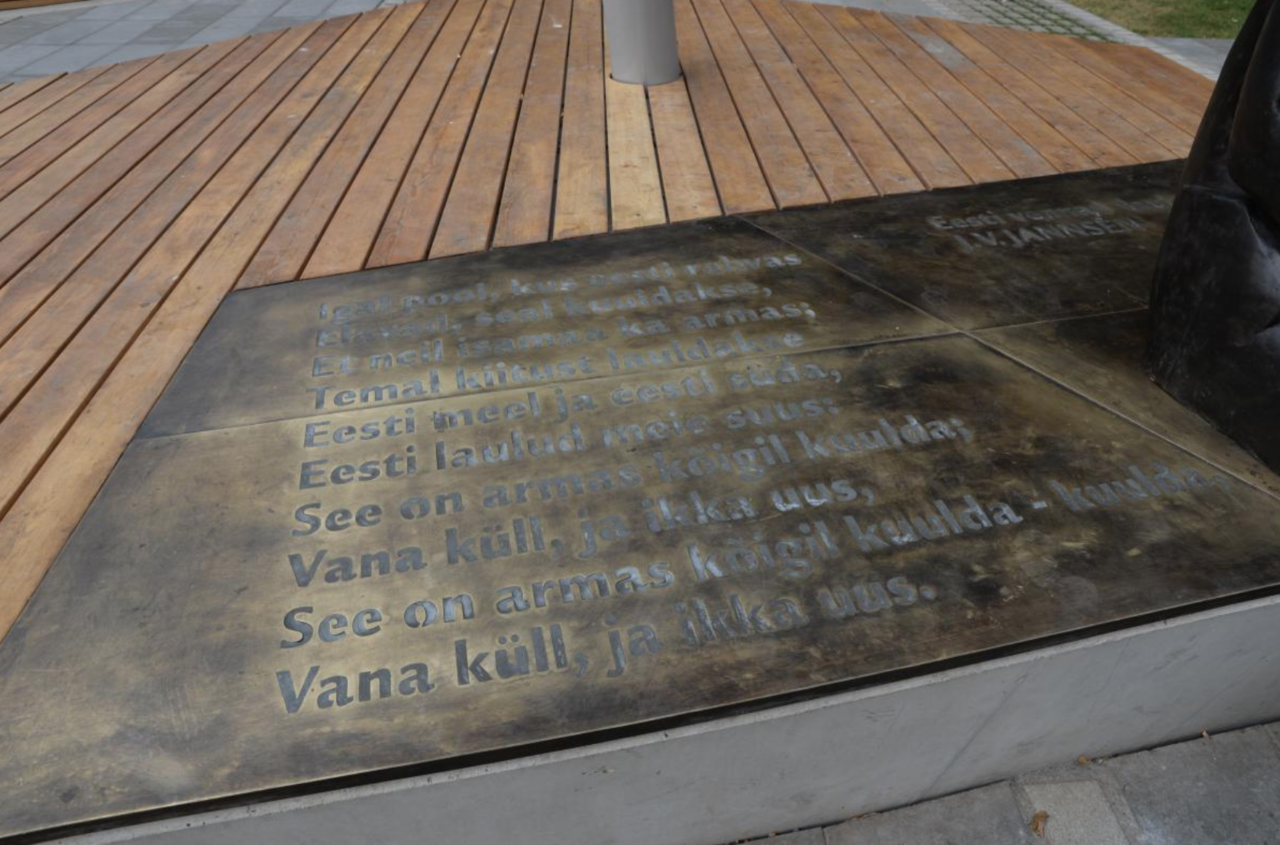 Igal pool, kus eesti rahvas
Elavad, seal kuuldakse,
Et neil isamaa ka armas;
Temal kiitust lauldakse
Eesti meel ja eesti süda,
Eesti laulud meie suus:
See on armas kõigil kuulda;
Vana küll, ja ikka uus,
See on armas kõigil kuulda - kuulda,
Vana küll, ja ikka uus.
Eesti
J.V.JANNSEN